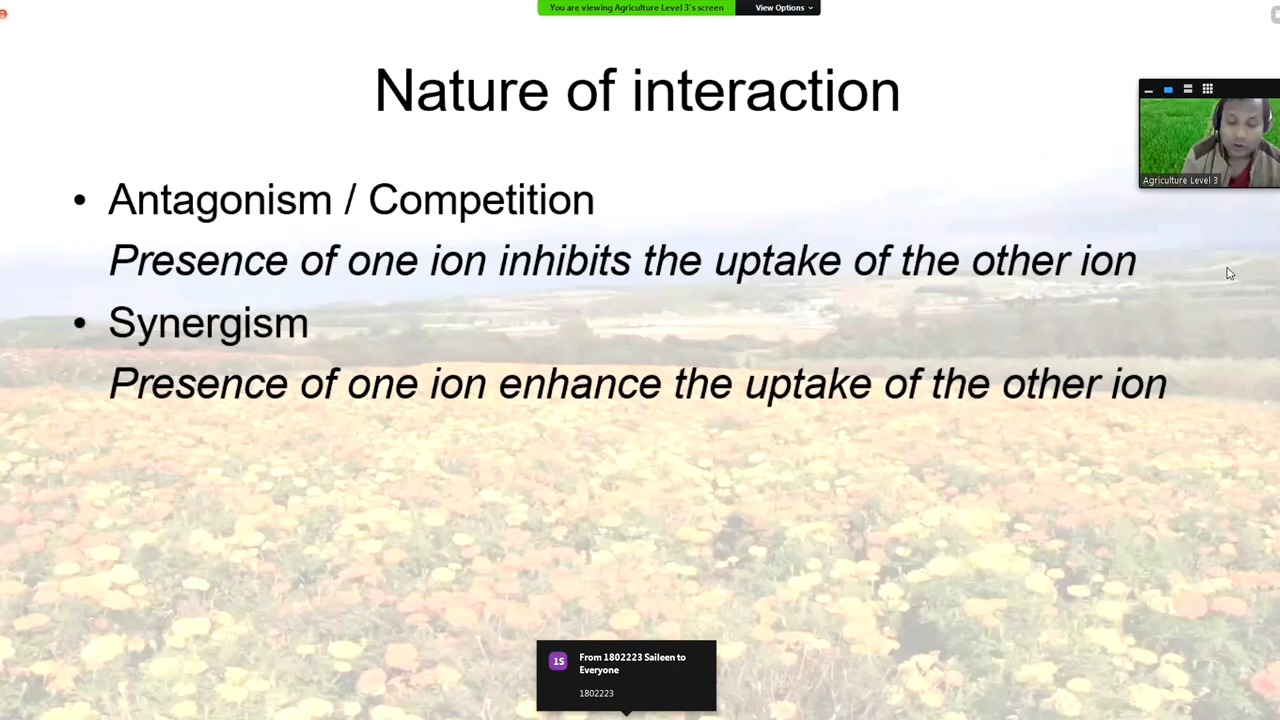 You are viewing Agriculture Level 3's screen
View Options
Nature of interaction
Agriculture Level 3
• Antagonism / Competition
Presence of one ion inhibits the uptake of the other ion
• Synergism
Presence of one ion enhance the uptake of the other ion
1S
From 1802223 Saileen to
Everyone
1802223